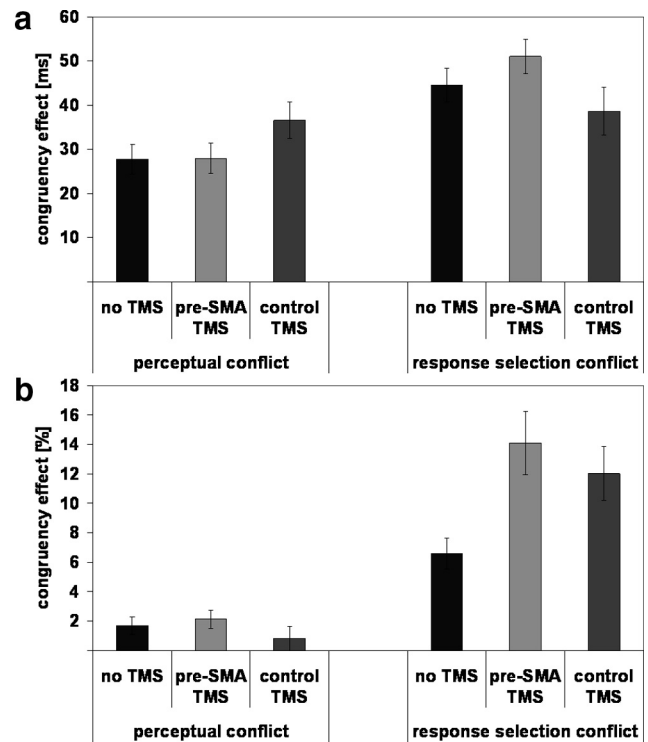 a
congruency effect [ms]
60
50
40
30
20
10
no TMS
pre-SMA TMS
control TMS
no TMS
pre-SMA TMS
control TMS
perceptual conflict
response selection conflict
b
congruency effect [%]
18
16
14
12
10
8
6
4
2
no TMS
pre-SMA TMS
control TMS
no TMS
pre-SMA TMS
control TMS
perceptual conflict
response selection conflict